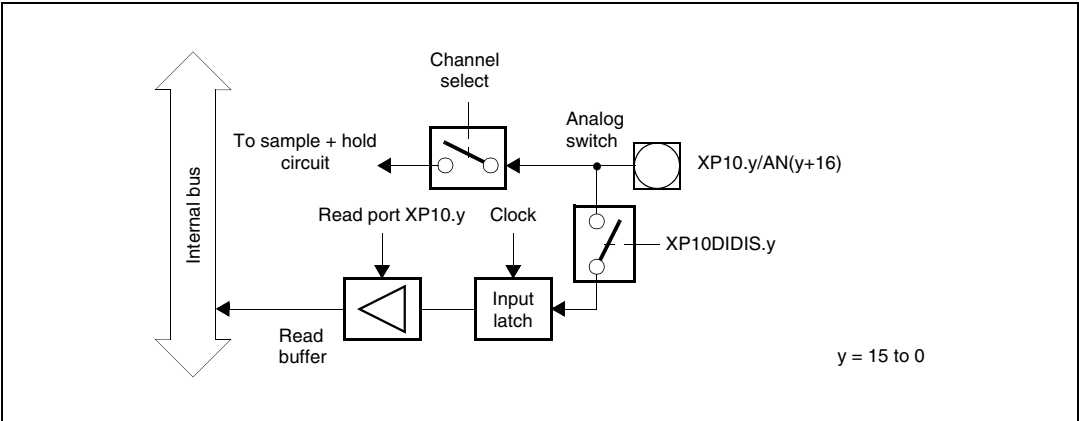 Channel
select
Analog
switch
To sample + hold
circuit
XP10.y/AN(y+16)
Internal bus
Read port XP10.y
Clock
XP10DIDIS.y
Input
latch
Read
buffer
y = 15 to 0